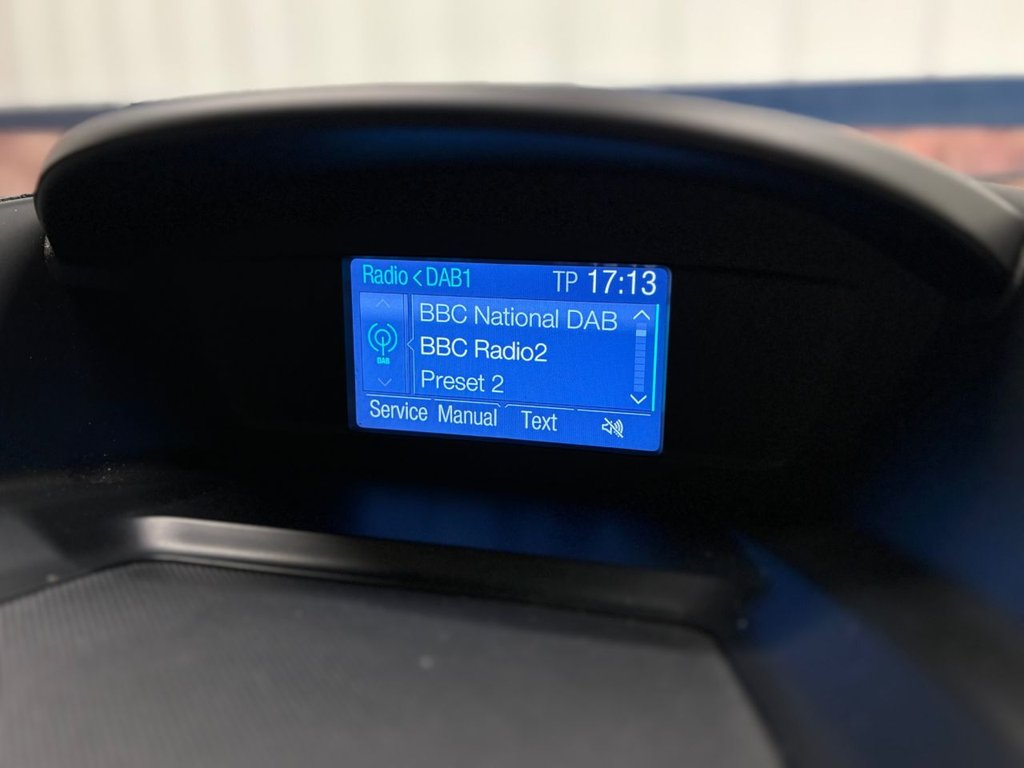 Radio < DAB1 TP 17:13
BBC National DAB
BBC Radio2
DAB
Preset 2
Service Manual Text